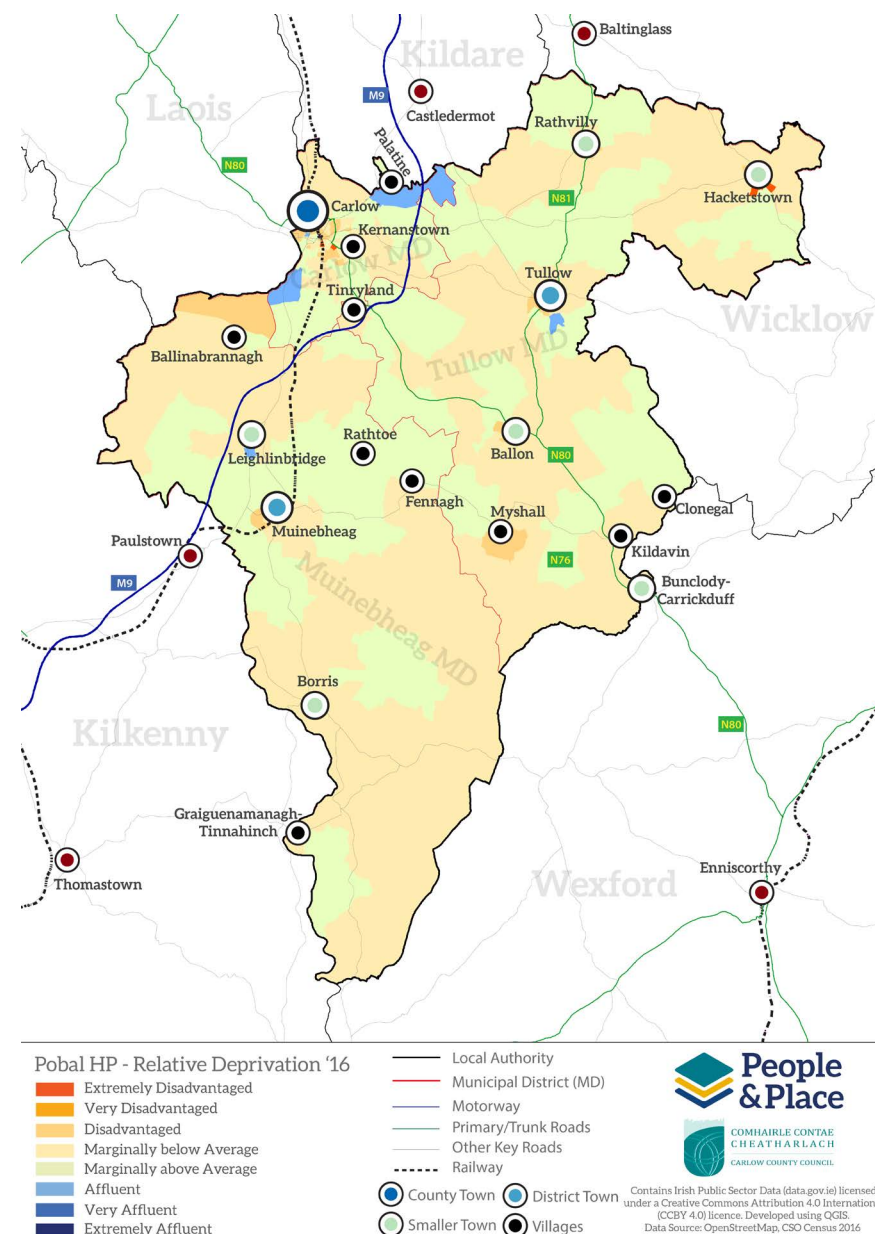 Baltinglass
Kildare
M9
Castledermot
Laois
Rathvilly
Palatine
N80
Hacketstown
N81
Carlow
Kernanstown
Carlow MD
Tullow
Tinryland
Wicklow
Ballinabrannagh
Tullow MD
Rathtoe
Leighlinbridge
Ballon
N80
Fennagh
Clonegal
Myshall
Muinebheag
Paulstown
Kildavin
N76
M9
Bunclody-
Carrickduff
Muinebheag MD
Borris
N80
Kilkenny
Graiguenamanagh-
Tinnahinch
Enniscorthy
Wexford
Thomastown
Pobal HP - Relative Deprivation ‘16
Extremely Disadvantaged
Very Disadvantaged
Disadvantaged
Marginally below Average
Marginally above Average
Affluent
Very Affluent
Extremely Affluent
Local Authority
Municipal District (MD)
Motorway
Primary/Trunk Roads
Other Key Roads
Railway
County Town
District Town
Smaller Town
Villages
People
&Place
COMHAIRLE CONTAE
CHEATHARLACH
CARLOW COUNTY COUNCIL
Contains Irish Public Sector Data (data.gov.ie) licensed
under a Creative Commons Attribution 4.0 Internation
(CCBY 4.0) licence. Developed using QGIS.
Data Source: OpenStreetMap, CSO Census 2016